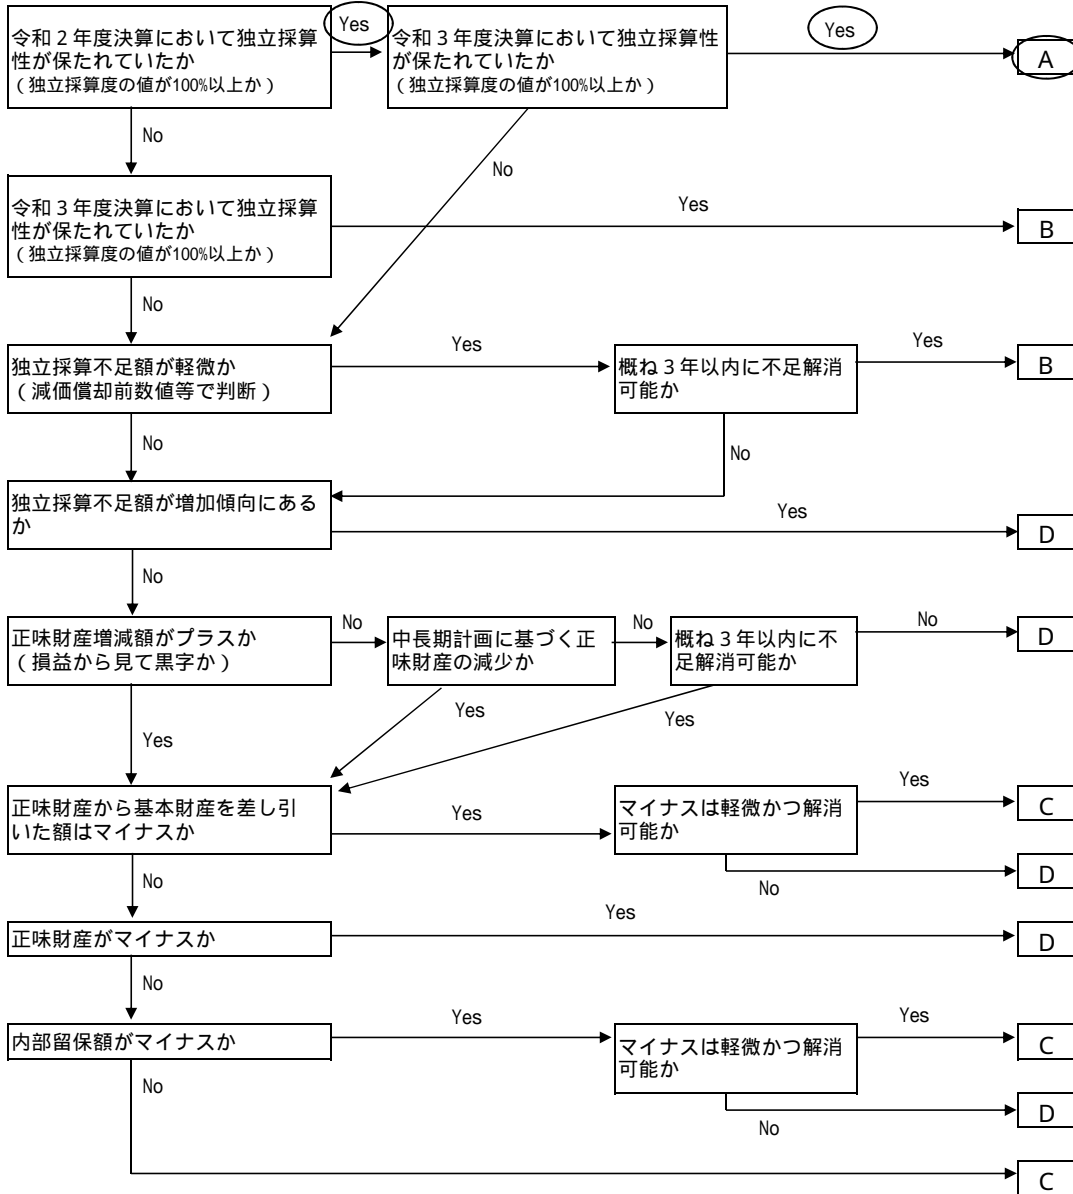 令和２年度決算において独立採算
性が保たれていたか
（独立採算度の値が100%以上か）
Yes
令和３年度決算において独立採算性
が保たれていたか
（独立採算度の値が100%以上か）
Yes
A
No
No
令和３年度決算において独立採算
性が保たれていたか
（独立採算度の値が100%以上か）
Yes
B
No
独立採算不足額が軽微か
（減価償却前数値等で判断）
Yes
概ね３年以内に不足解消
可能か
Yes
B
No
No
独立採算不足額が増加傾向にある
か
Yes
D
No
正味財産増減額がプラスか
（損益から見て黒字か）
No
中長期計画に基づく正
味財産の減少か
No
概ね３年以内に不
足解消可能か
No
D
Yes
Yes
Yes
正味財産から基本財産を差し引
いた額はマイナスか
Yes
マイナスは軽微かつ解消
可能か
Yes
C
No
D
No
正味財産がマイナスか
Yes
D
No
内部留保額がマイナスか
Yes
マイナスは軽微かつ解消
可能か
Yes
C
No
D
No
C